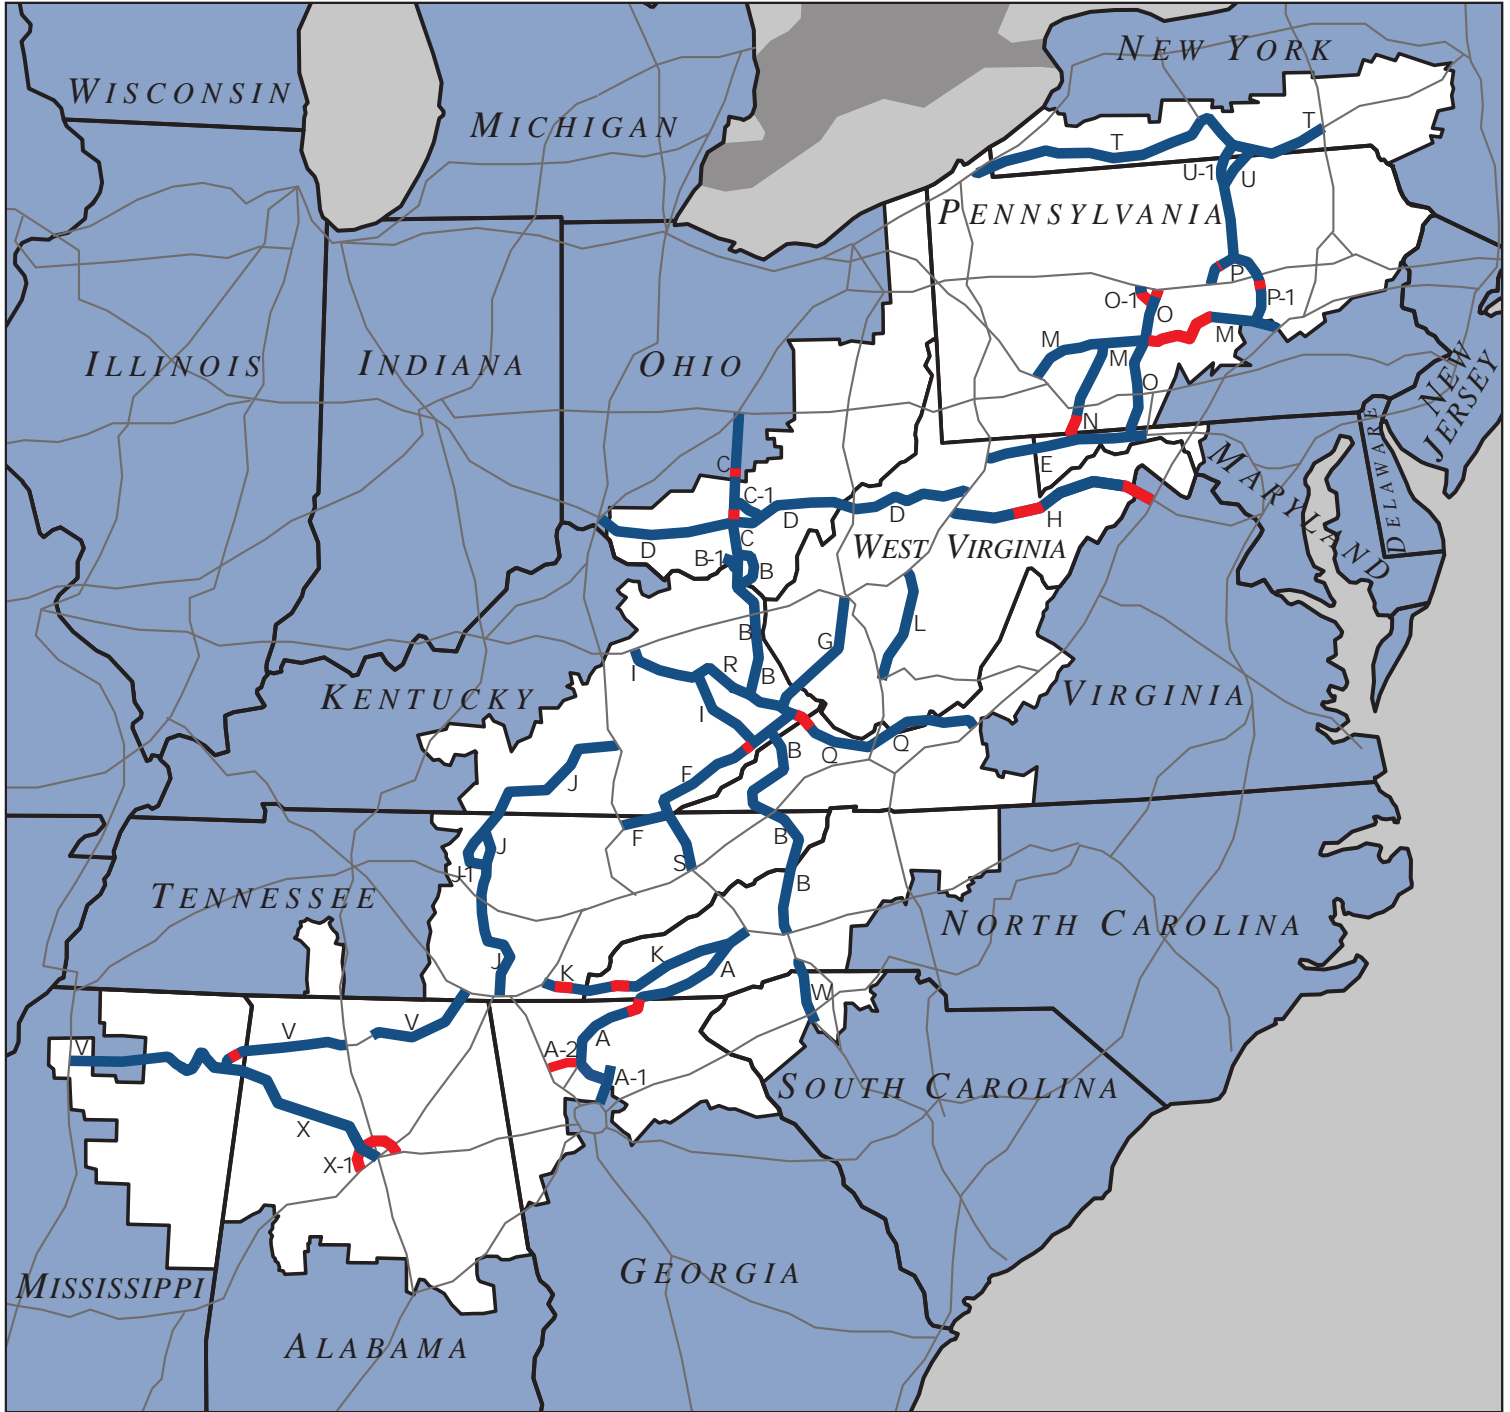 NEW YORK
WISCONSIN
MICHIGAN
T
T
U-1
U
PENNSYLVANIA
P
O-1
P-1
O
M
M
M
ILLINOIS
INDIANA
OHIO
NEW
JERSEY
O
N
DELAWARE
E
C
MARYLAND
C-1
D
D
H
DELAWARE
C
D
WEST VIRGINIA
B-1
B
L
B
G
I
R
B
KENTUCKY
VIRGINIA
I
Q
Q
B
F
J
F
B
J
S
J-1
B
TENNESSEE
NORTH CAROLINA
K
J
K
A
W
V
V
A
V
A-2
A-1
SOUTH CAROLINA
X
X-1
GEORGIA
MISSISSIPPI
ALABAMA